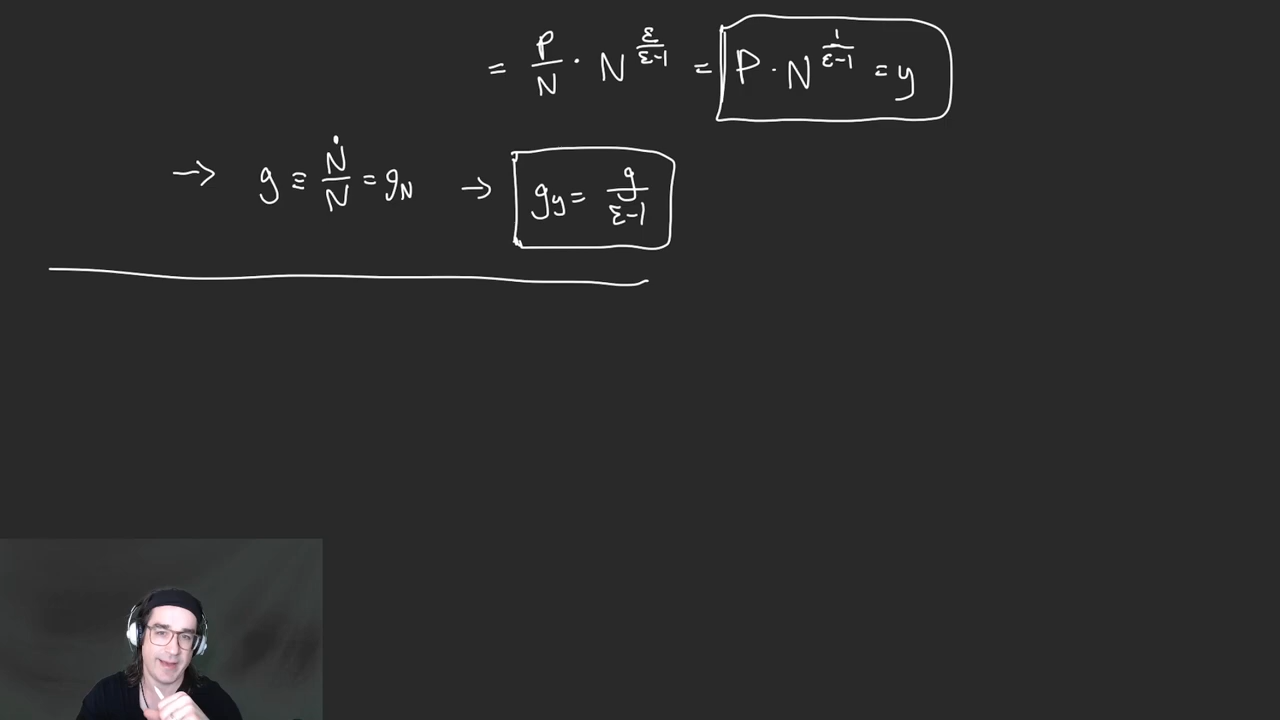 = P/N · N^(ε/(ε-1)) = P · N^(1/(ε-1)) = y
→ g ≡ Ṅ/N = g_N → g_y = g/(ε-1)